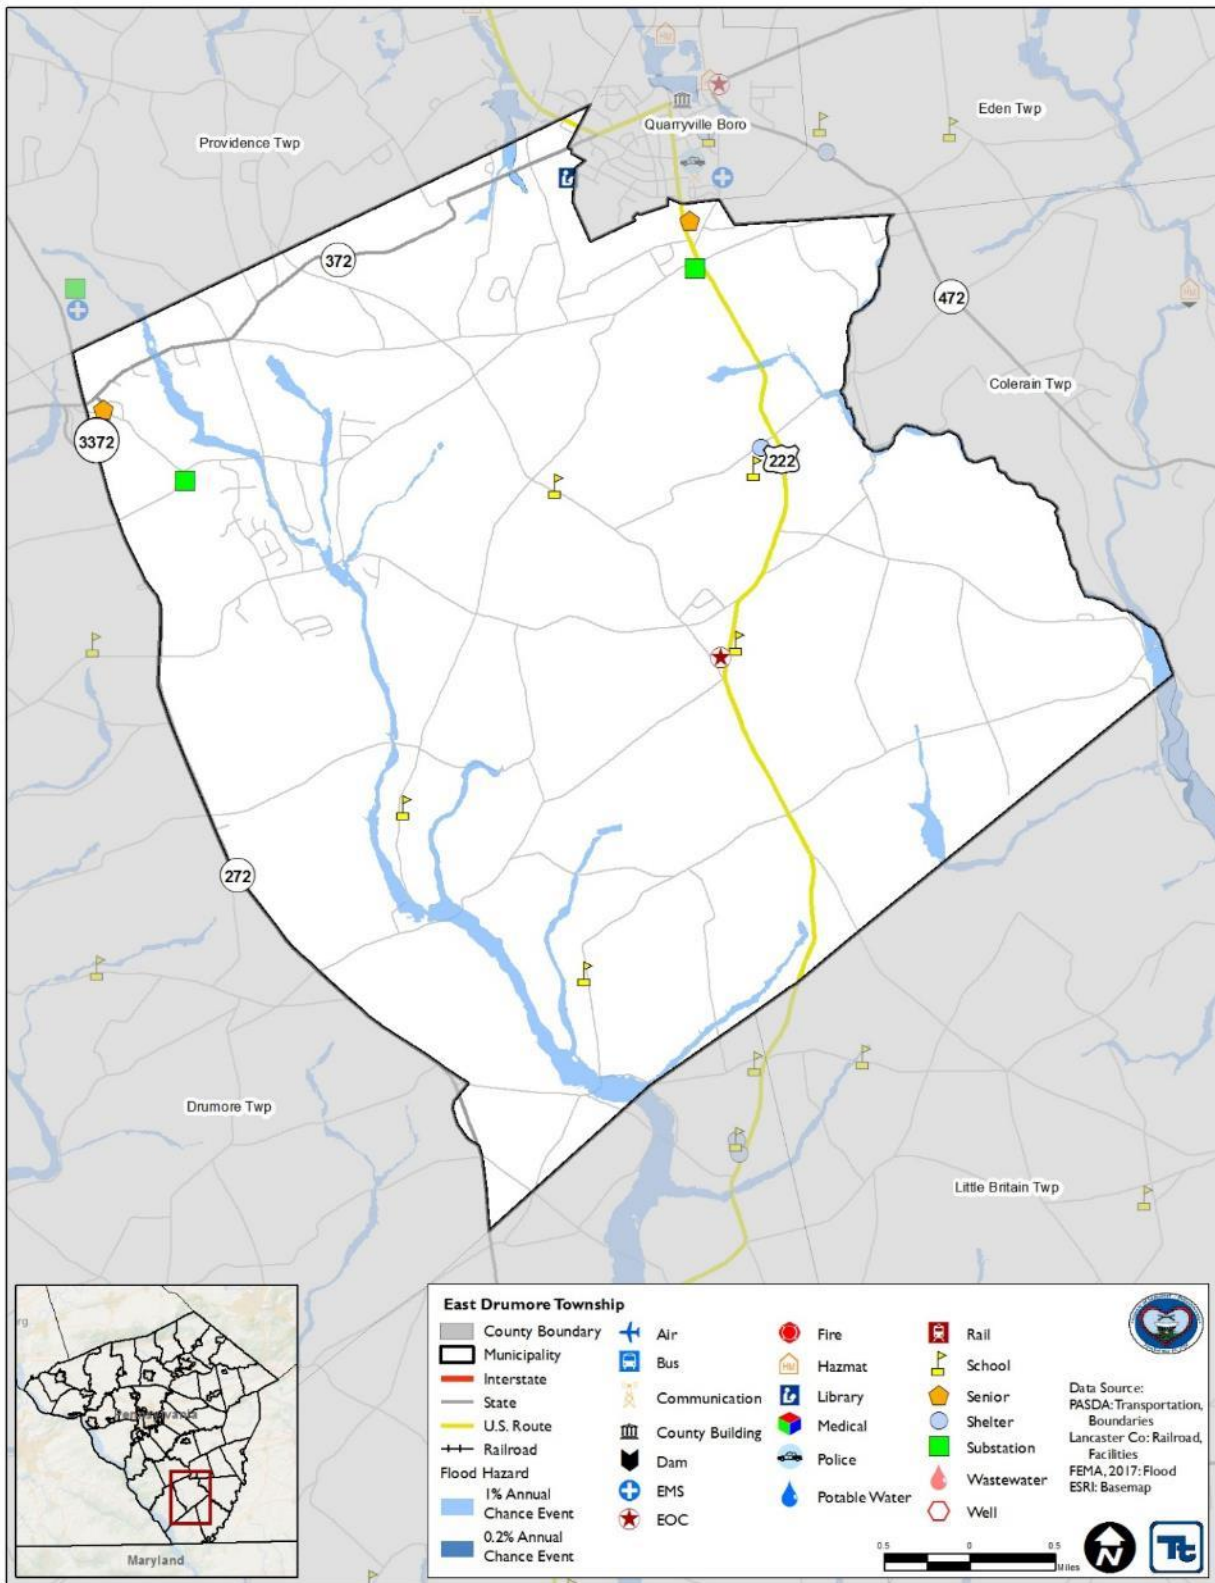 Eden Twp
Quarryville Boro
Providence Twp
372
472
Colerain Twp
3372
222
272
Drumore Twp
Little Britain Twp
Pennsylvania
Maryland
East Drumore Township
County Boundary
Municipality
Interstate
State
U.S. Route
Railroad
Flood Hazard
1% Annual
Chance Event
0.2% Annual
Chance Event
Air
Bus
Communication
County Building
Dam
EMS
EOC
Fire
Hazmat
Library
Medical
Police
Potable Water
Rail
School
Senior
Shelter
Substation
Wastewater
Well
Data Source:
PASDA: Transportation,
Boundaries
Lancaster Co: Railroad,
Facilities
FEMA, 2017: Flood
ESRI: Basemap
0.5 0 0.5
Miles
N
Tt